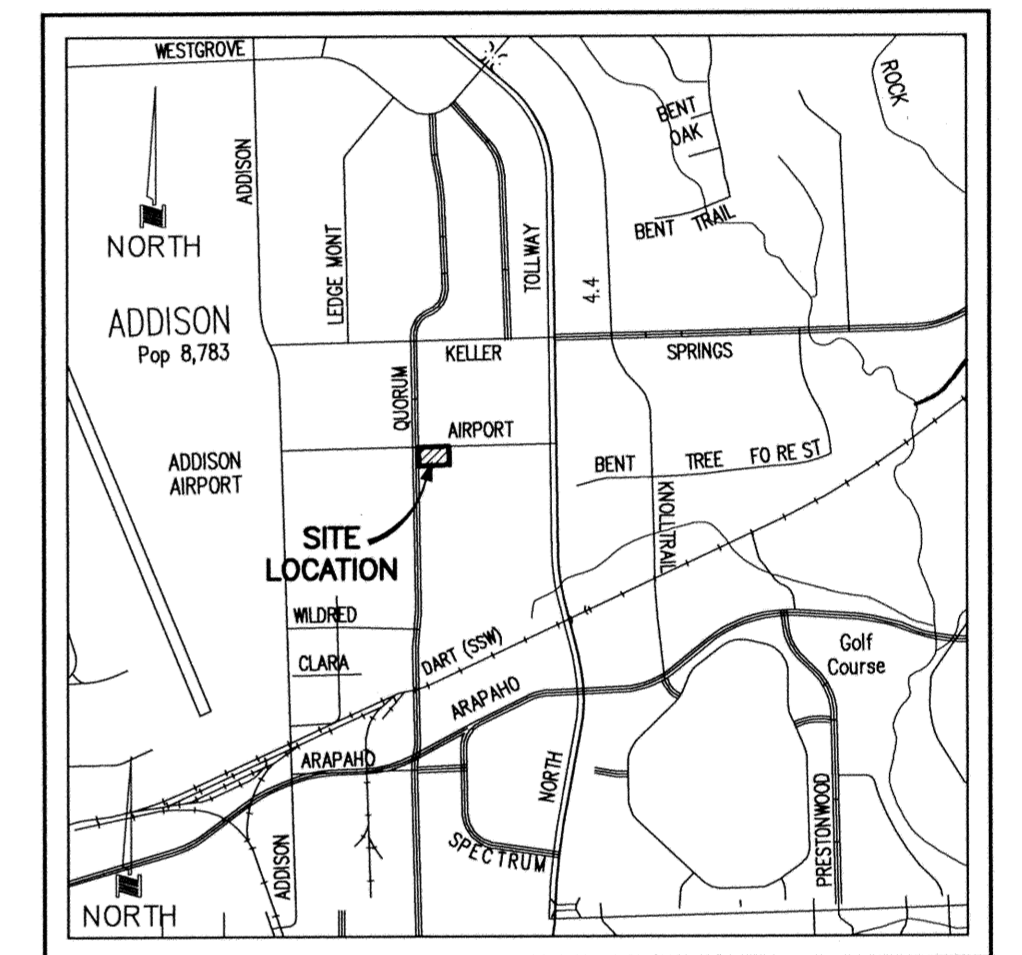 WESTGROVE
ROCK
BENT
OAK
ADDISON
BENT TRAIL
NORTH
LEDGE MONT
TOLLWAY
4.4
ADDISON
Pop 8,783
KELLER
SPRINGS
QUORUM
AIRPORT
ADDISON
AIRPORT
BENT TREE FO RE ST
KNOLLTRAIL
SITE
LOCATION
WILDRED
CLARA
DART (SSW)
Golf
Course
ARAPAHO
ARAPAHO
NORTH
SPECTRUM
PRESTONWOOD
ADDISON
NORTH